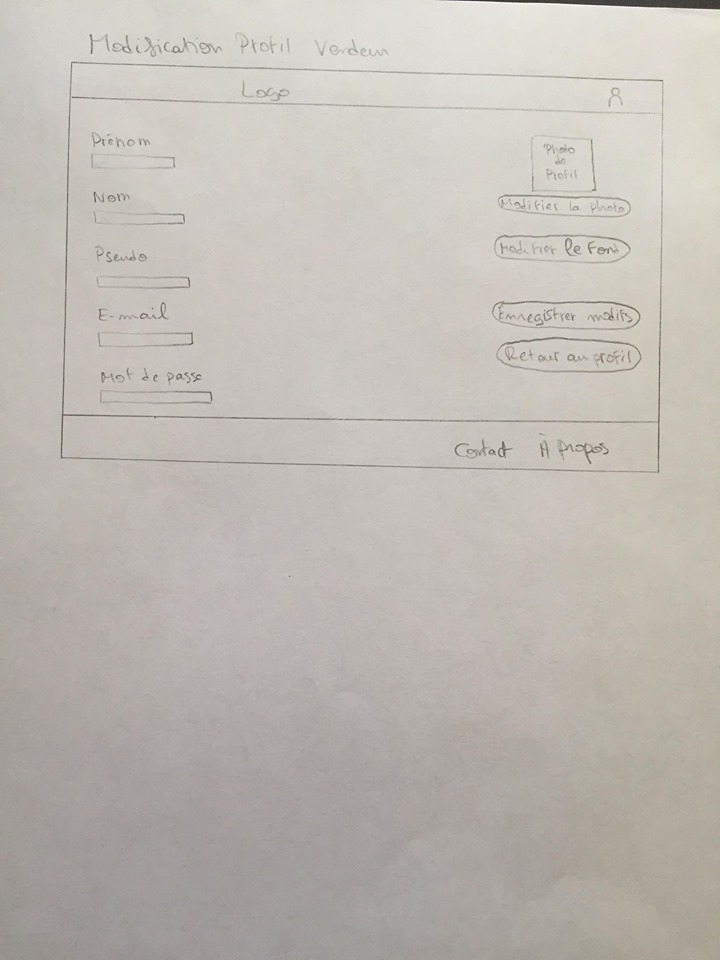 Modification Profil Vendeur
Logo
Prénom
Nom
Pseudo
E-mail
Mot de passe
Photo
de
Profil
Modifier la photo
Modifier le Fond
Ennegistrer modifs
Retour au profil
Contact À propos